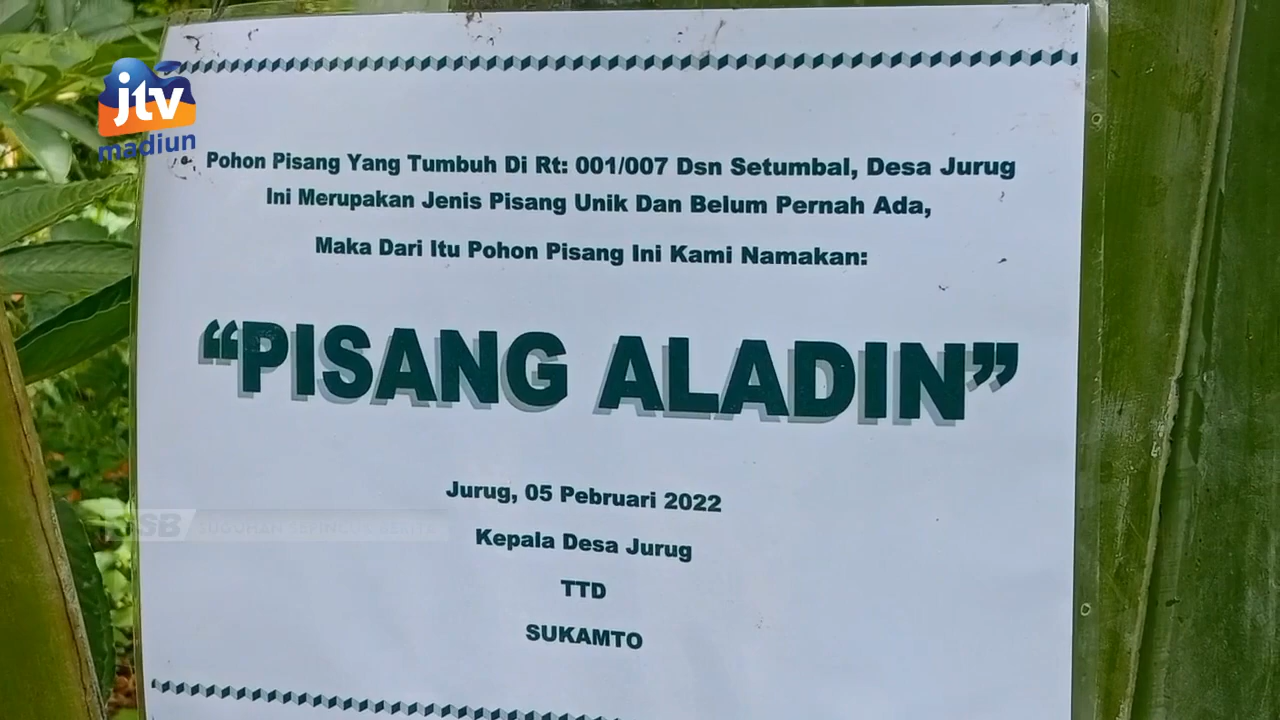 jtv
madiun
Pohon Pisang Yang Tumbuh Di Rt: 001/007 Dsn Setumbal, Desa Jurug
Ini Merupakan Jenis Pisang Unik Dan Belum Pernah Ada,
Maka Dari Itu Pohon Pisang Ini Kami Namakan:
“PISANG ALADIN”
Jurug, 05 Pebruari 2022
Kepala Desa Jurug
TTD
SUKAMTO